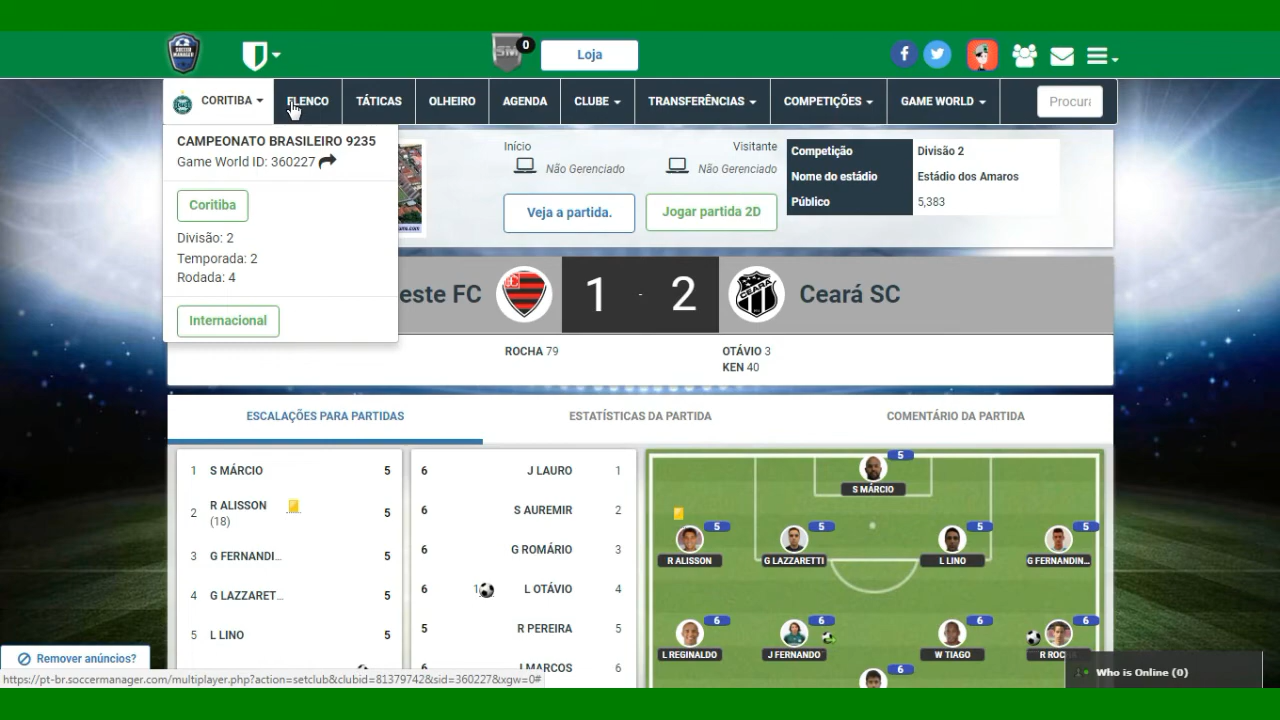 SM 0
Loja
CORITIBA
ELENCO
TÁTICAS
OLHEIRO
AGENDA
CLUBE
TRANSFERÊNCIAS
COMPETIÇÕES
GAME WORLD
Procura
CAMPEONATO BRASILEIRO 9235
Game World ID: 360227
Coritiba
Divisão: 2
Temporada: 2
Rodada: 4
Internacional
Início
Não Gerenciado
Visitante
Não Gerenciado
Veja a partida.
Jogar partida 2D
Competição Divisão 2
Nome do estádio Estádio dos Amaros
Público 5,383
este FC 1 - 2 Ceará SC
ROCHA 79
OTÁVIO 3
KEN 40
ESCALAÇÕES PARA PARTIDAS
ESTATÍSTICAS DA PARTIDA
COMENTÁRIO DA PARTIDA
1 S MÁRCIO 5
2 R ALISSON (18) 5
3 G FERNANDI... 5
4 G LAZZARET... 5
5 L LINO 5
6 J LAURO 1
6 S AUREMIR 2
6 G ROMÁRIO 3
6 L OTÁVIO 4
5 R PEREIRA 5
6 J MARCOS 6
5
S MÁRCIO
5 5 5 5
R ALISSON G LAZZARETTI L LINO G FERNANDIN...
6 6 6 6
L REGINALDO J FERNANDO W TIAGO R ROCH
6
Remover anúncios?
Who is Online (0)
https://pt-br.soccermanager.com/multiplayer.php?action=setclub&clubid=81379742&sid=360227&xgw=0#